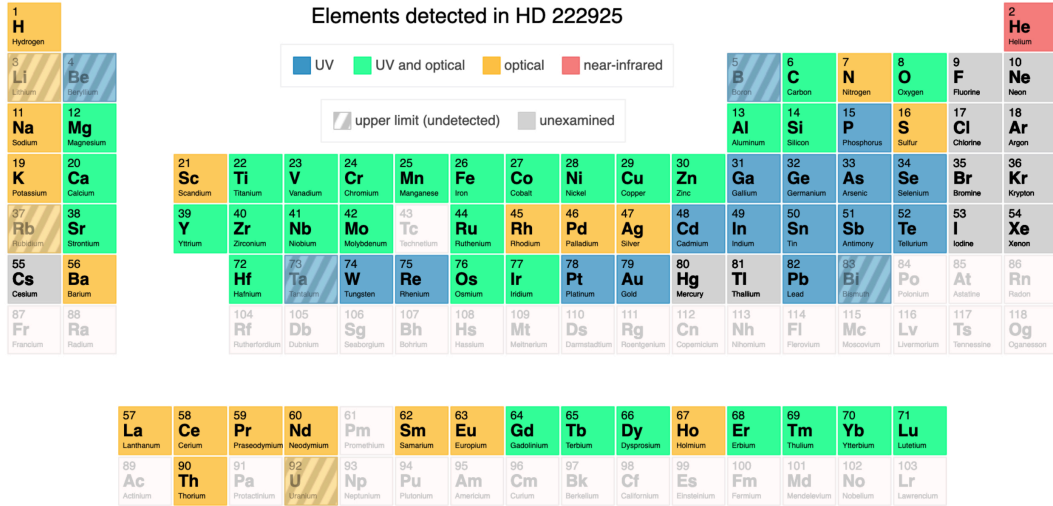 Elements detected in HD 222925
UV
UV and optical
optical
near-infrared
upper limit (undetected)
unexamined
1
H
Hydrogen
2
He
Helium
3
Li
Lithium
4
Be
Beryllium
5
B
Boron
6
C
Carbon
7
N
Nitrogen
8
O
Oxygen
9
F
Fluorine
10
Ne
Neon
11
Na
Sodium
12
Mg
Magnesium
13
Al
Aluminum
14
Si
Silicon
15
P
Phosphorus
16
S
Sulfur
17
Cl
Chlorine
18
Ar
Argon
19
K
Potassium
20
Ca
Calcium
21
Sc
Scandium
22
Ti
Titanium
23
V
Vanadium
24
Cr
Chromium
25
Mn
Manganese
26
Fe
Iron
27
Co
Cobalt
28
Ni
Nickel
29
Cu
Copper
30
Zn
Zinc
31
Ga
Gallium
32
Ge
Germanium
33
As
Arsenic
34
Se
Selenium
35
Br
Bromine
36
Kr
Krypton
37
Rb
Rubidium
38
Sr
Strontium
39
Y
Yttrium
40
Zr
Zirconium
41
Nb
Niobium
42
Mo
Molybdenum
43
Tc
Technetium
44
Ru
Ruthenium
45
Rh
Rhodium
46
Pd
Palladium
47
Ag
Silver
48
Cd
Cadmium
49
In
Indium
50
Sn
Tin
51
Sb
Antimony
52
Te
Tellurium
53
I
Iodine
54
Xe
Xenon
55
Cs
Cesium
56
Ba
Barium
72
Hf
Hafnium
73
Ta
Tantalum
74
W
Tungsten
75
Re
Rhenium
76
Os
Osmium
77
Ir
Iridium
78
Pt
Platinum
79
Au
Gold
80
Hg
Mercury
81
Tl
Thallium
82
Pb
Lead
83
Bi
Bismuth
84
Po
Polonium
85
At
Astatine
86
Rn
Radon
87
Fr
Francium
88
Ra
Radium
104
Rf
Rutherfordium
105
Db
Dubnium
106
Sg
Seaborgium
107
Bh
Bohrium
108
Hs
Hassium
109
Mt
Meitnerium
110
Ds
Darmstadtium
111
Rg
Roentgenium
112
Cn
Copernicium
113
Nh
Nihonium
114
Fl
Flerovium
115
Mc
Moscovium
116
Lv
Livermorium
117
Ts
Tennessine
118
Og
Oganesson
57
La
Lanthanum
58
Ce
Cerium
59
Pr
Praseodymium
60
Nd
Neodymium
61
Pm
Promethium
62
Sm
Samarium
63
Eu
Europium
64
Gd
Gadolinium
65
Tb
Terbium
66
Dy
Dysprosium
67
Ho
Holmium
68
Er
Erbium
69
Tm
Thulium
70
Yb
Ytterbium
71
Lu
Lutetium
89
Ac
Actinium
90
Th
Thorium
91
Pa
Protactinium
92
U
Uranium
93
Np
Neptunium
94
Pu
Plutonium
95
Am
Americium
96
Cm
Curium
97
Bk
Berkelium
98
Cf
Californium
99
Es
Einsteinium
100
Fm
Fermium
101
Md
Mendelevium
102
No
Nobelium
103
Lr
Lawrencium